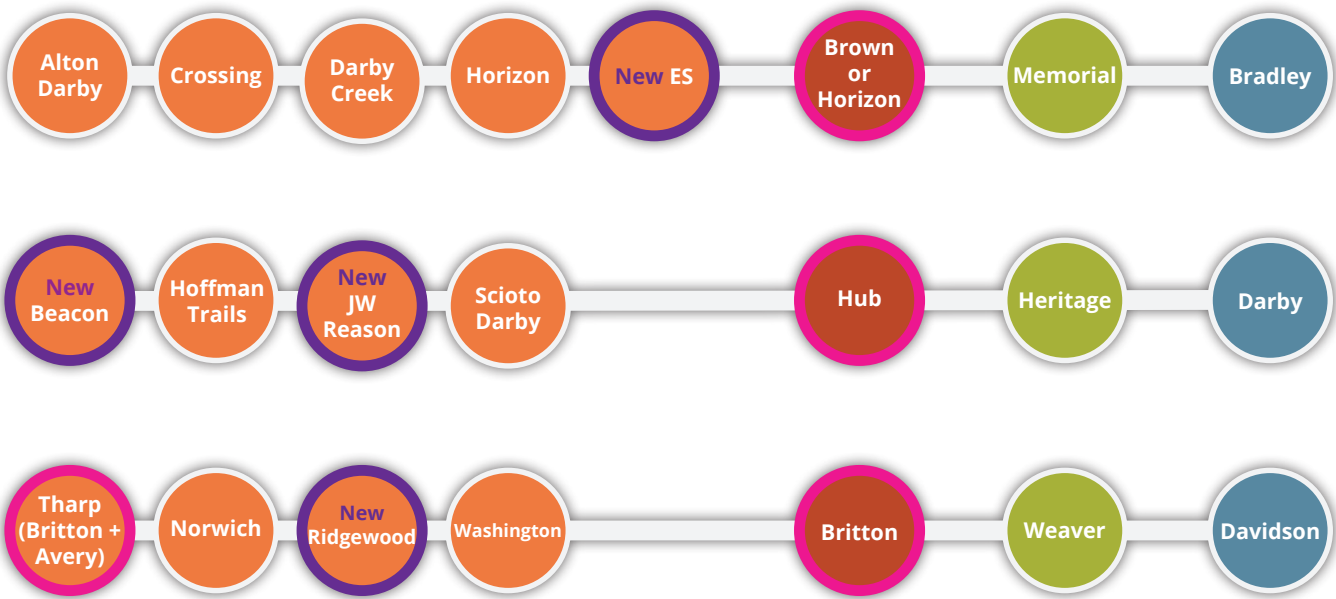 Alton
Darby
Crossing
Darby
Creek
Horizon
New ES
Brown
or
Horizon
Memorial
Bradley
New
Beacon
Hoffman
Trails
New
JW
Reason
Scioto
Darby
Hub
Heritage
Darby
Tharp
(Britton +
Avery)
Norwich
New
Ridgewood
Washington
Britton
Weaver
Davidson